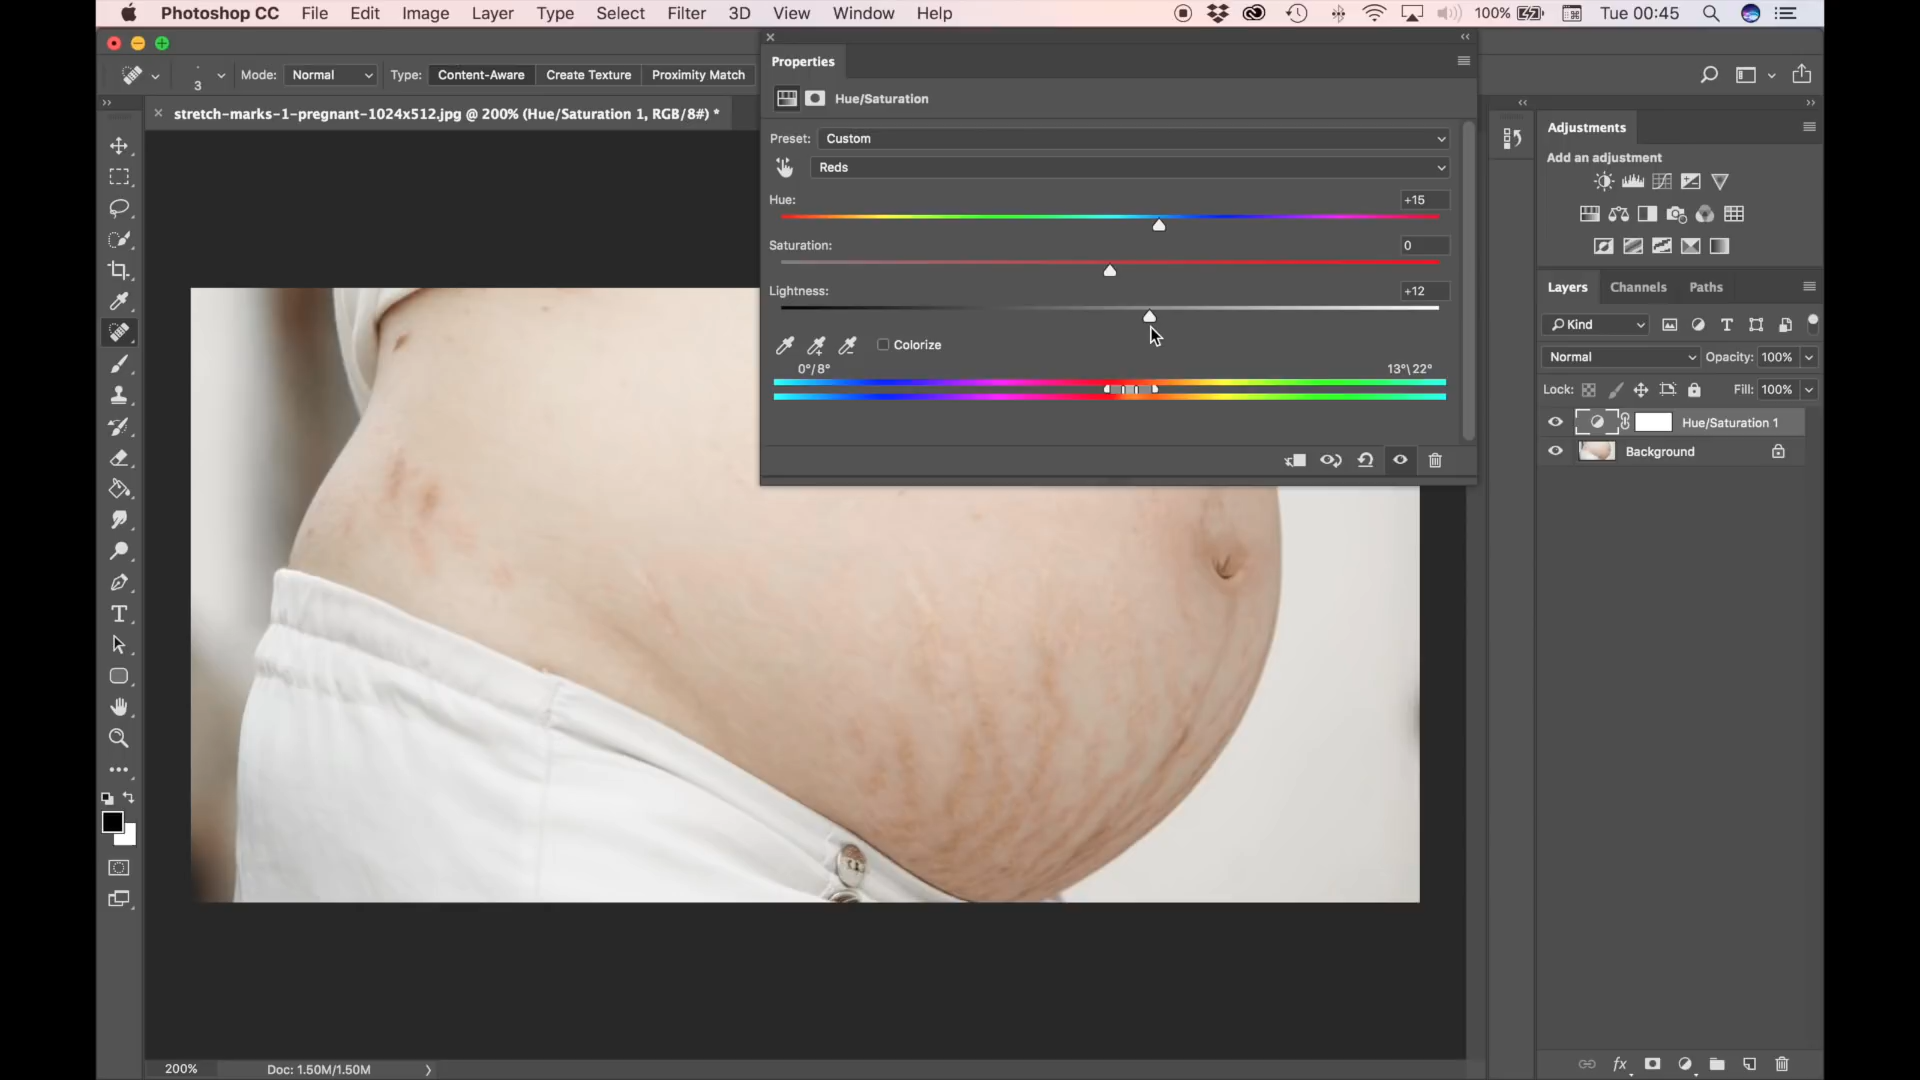 Photoshop CC File Edit Image Layer Type Select Filter 3D View Window Help 100% Tue 00:45
3 Mode: Normal Type: Content-Aware Create Texture Proximity Match
stretch-marks-1-pregnant-1024x512.jpg @ 200% (Hue/Saturation 1, RGB/8#) *
Properties
Hue/Saturation
Preset: Custom
Reds
Hue: +15
Saturation: 0
Lightness: +12
Colorize
0°/8° 13°\22°
Adjustments
Add an adjustment
Layers Channels Paths
Kind
Normal Opacity: 100%
Lock: Fill: 100%
Hue/Saturation 1
Background
200% Doc: 1.50M/1.50M
fx